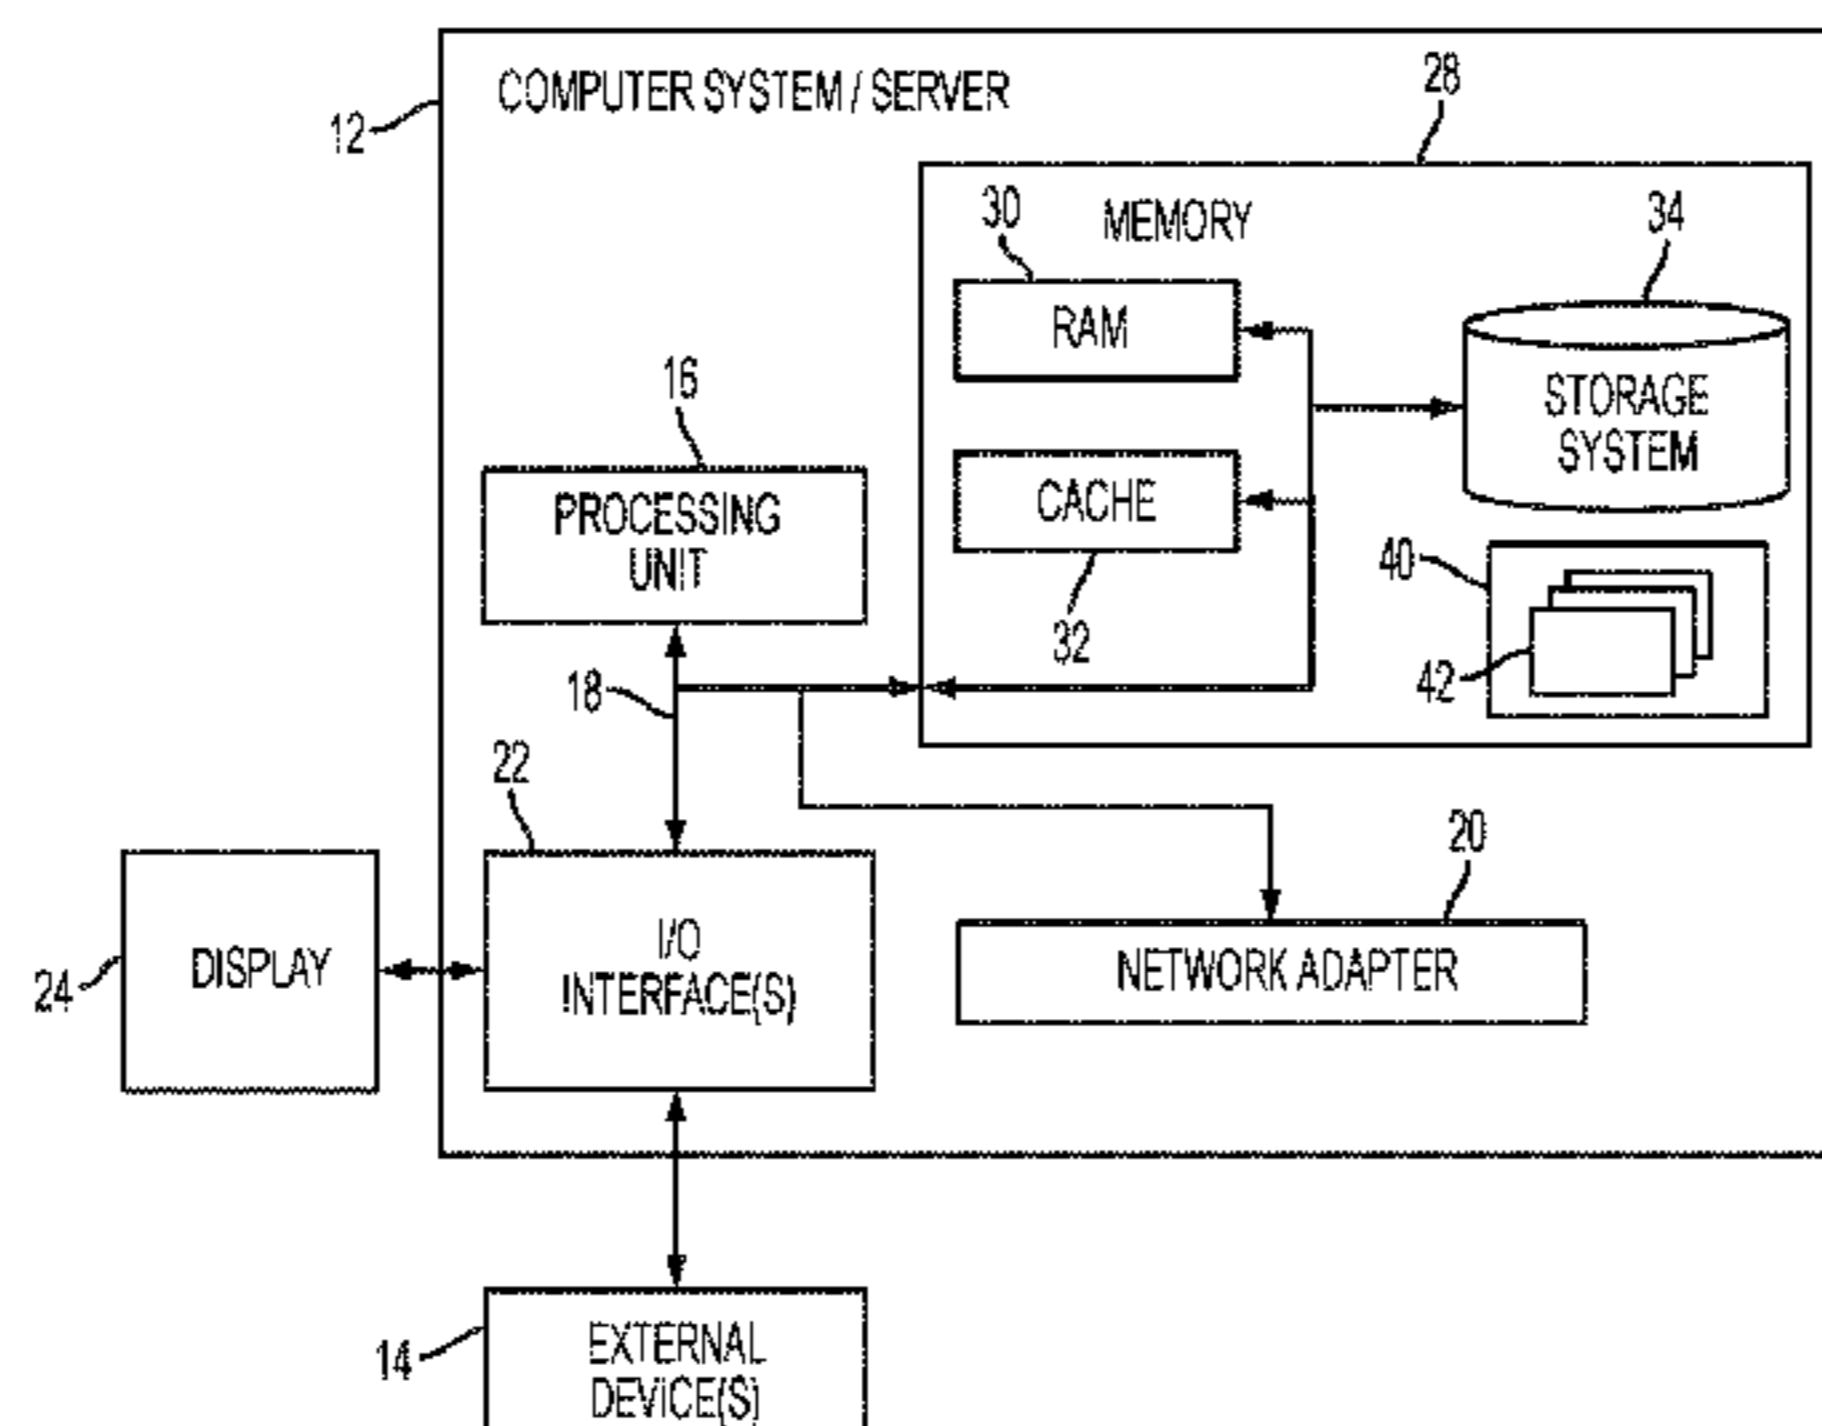 COMPUTER SYSTEM / SERVER
12
28
MEMORY
30
RAM
34
STORAGE
SYSTEM
16
PROCESSING
UNIT
CACHE
32
40
42
18
22
I/O
INTERFACE(S)
20
NETWORK ADAPTER
DISPLAY
24
14
EXTERNAL
DEVICE(S)